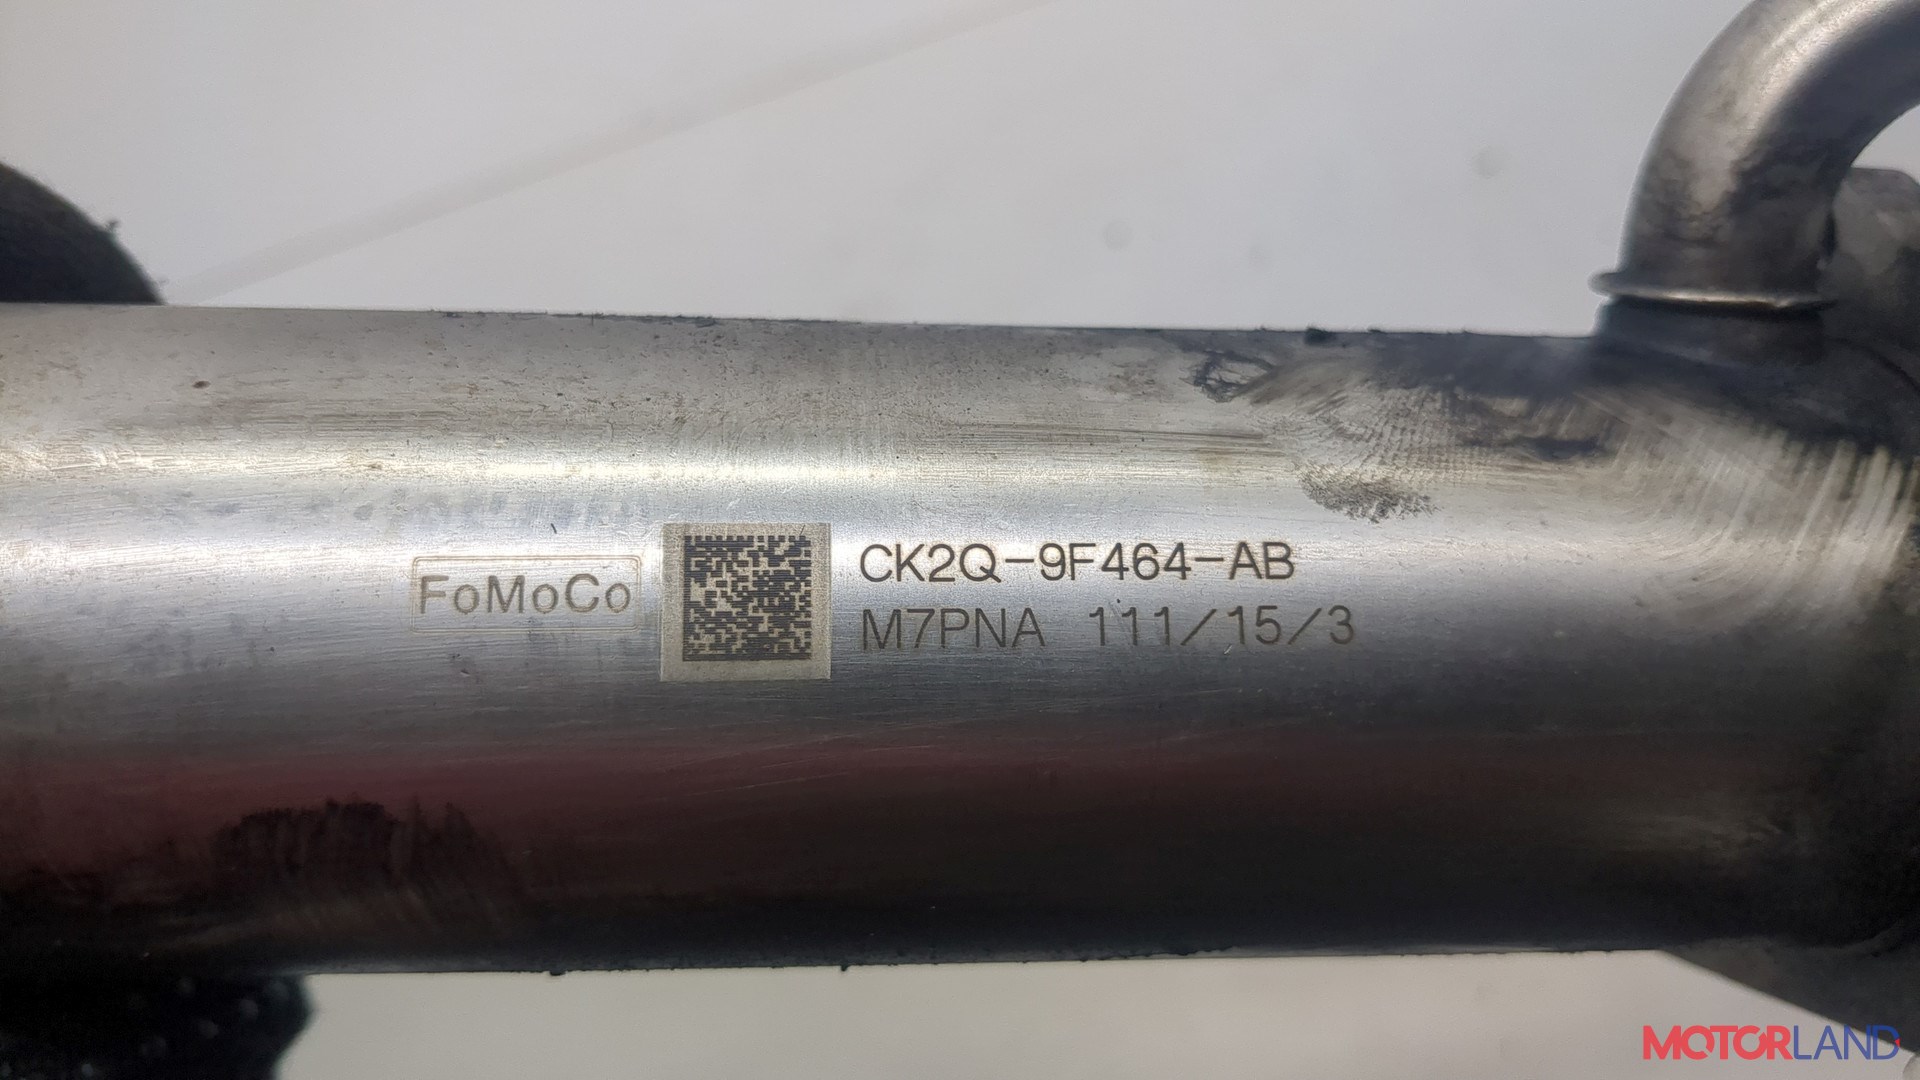 FoMoCo
CK2Q-9F464-AB
M7PNA 111/15/3
MOTORLAND